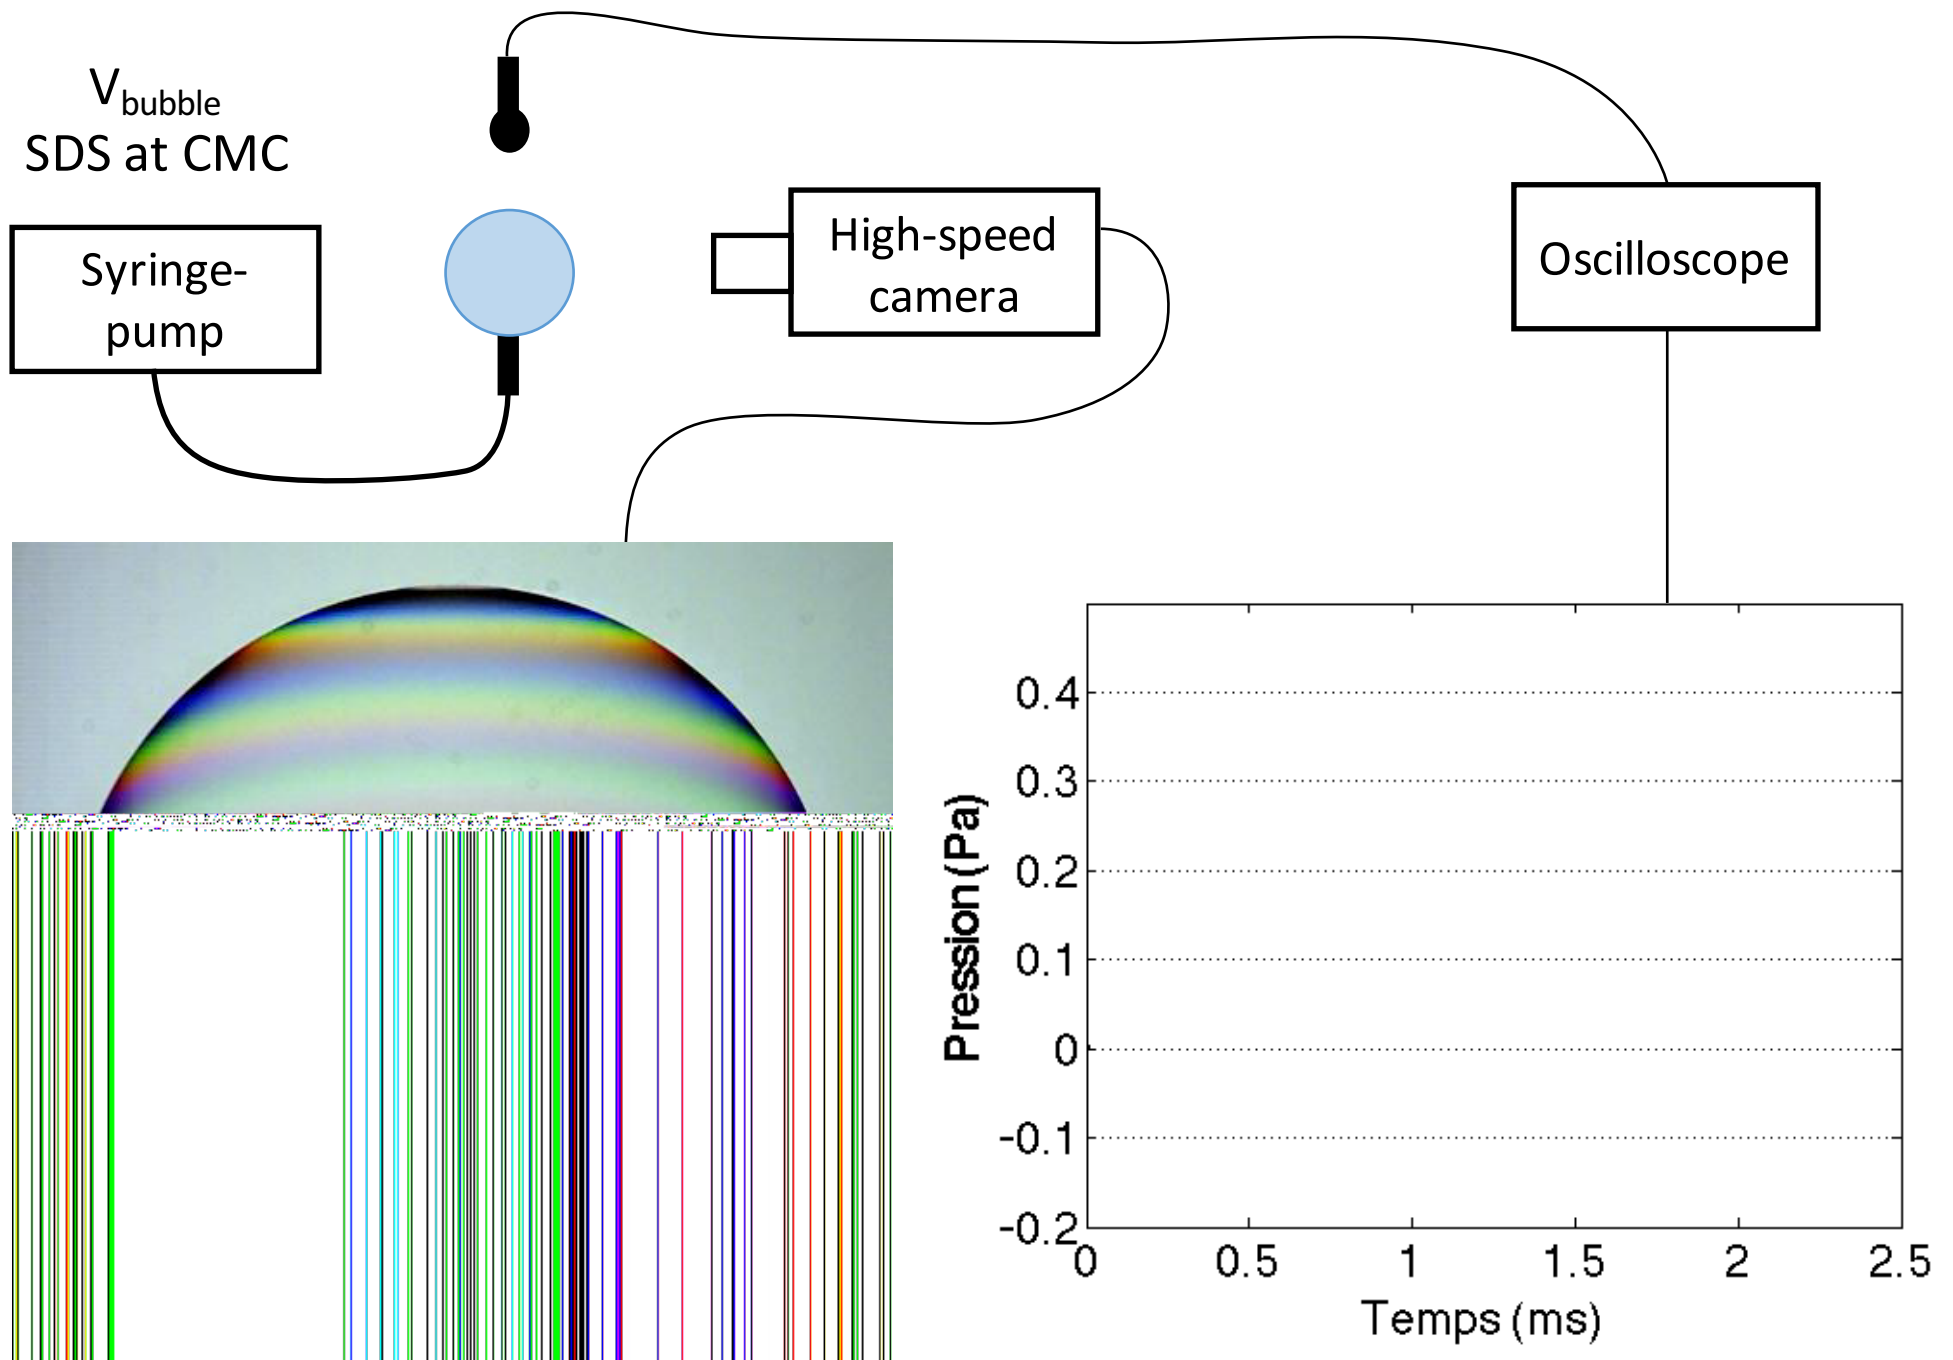 V_bubble
SDS at CMC
Syringe-
pump
High-speed
camera
Oscilloscope
Pression (Pa)
0.4
0.3
0.2
0.1
0
-0.1
-0.2
0 0.5 1 1.5 2 2.5
Temps (ms)